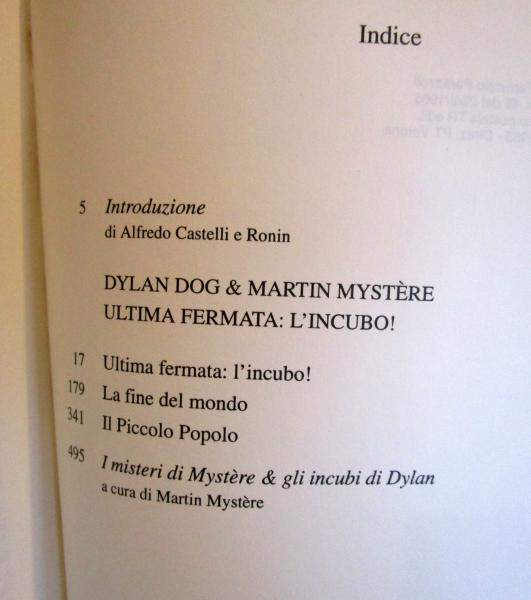 Indice
5 Introduzione
di Alfredo Castelli e Ronin
DYLAN DOG & MARTIN MYSTÈRE
ULTIMA FERMATA: L'INCUBO!
17 Ultima fermata: l'incubo!
179 La fine del mondo
341 Il Piccolo Popolo
495 I misteri di Mystère & gli incubi di Dylan
a cura di Martin Mystère